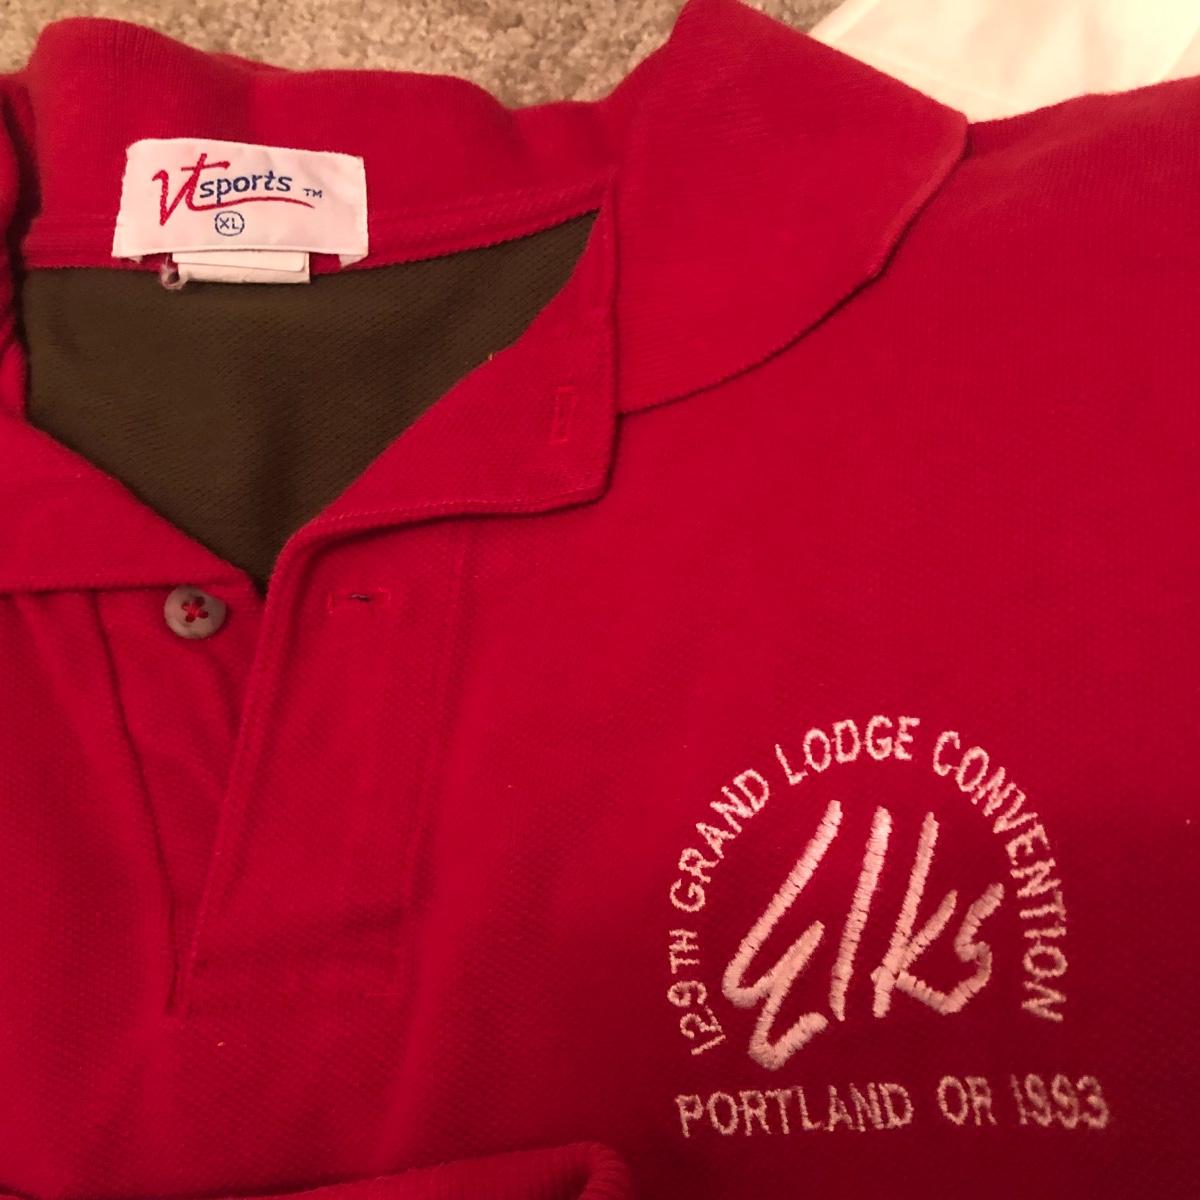 Vtsports ™
XL
129TH GRAND LODGE CONVENTION
Elks
PORTLAND OR 1993